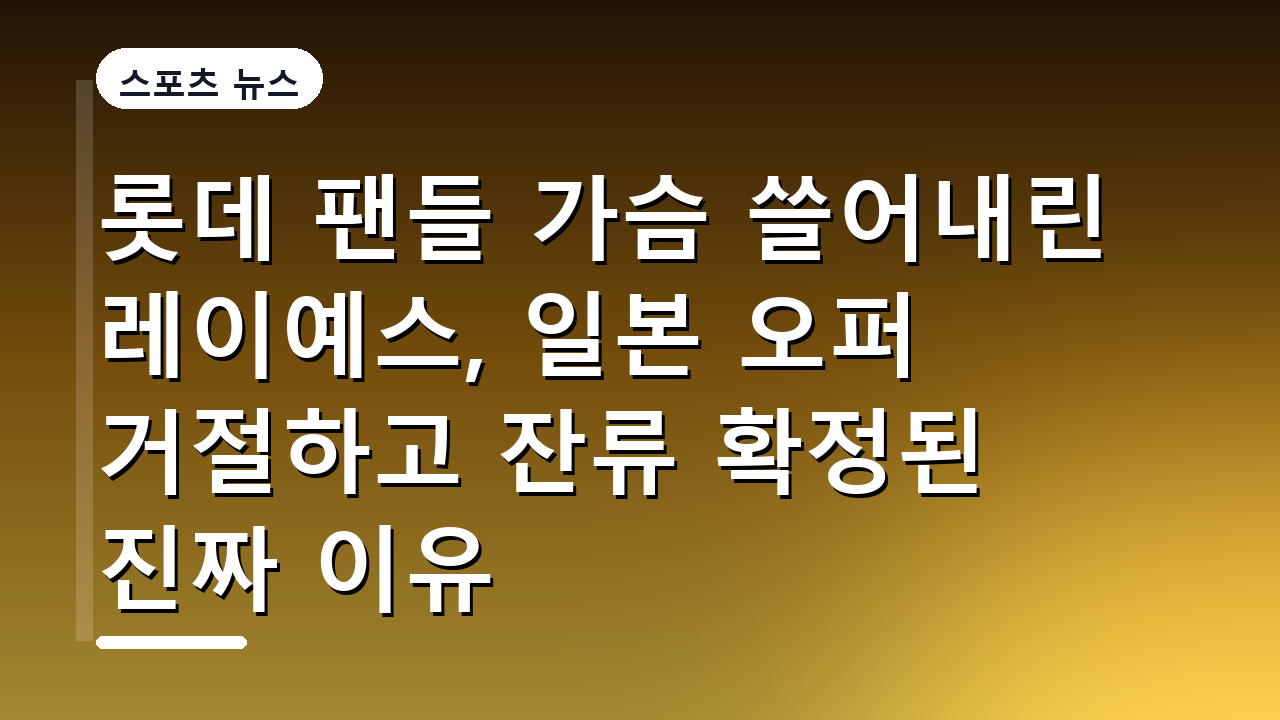 스포츠 뉴스
롯데 팬들 가슴 쓸어내린
레이예스, 일본 오퍼
거절하고 잔류 확정된
진짜 이유